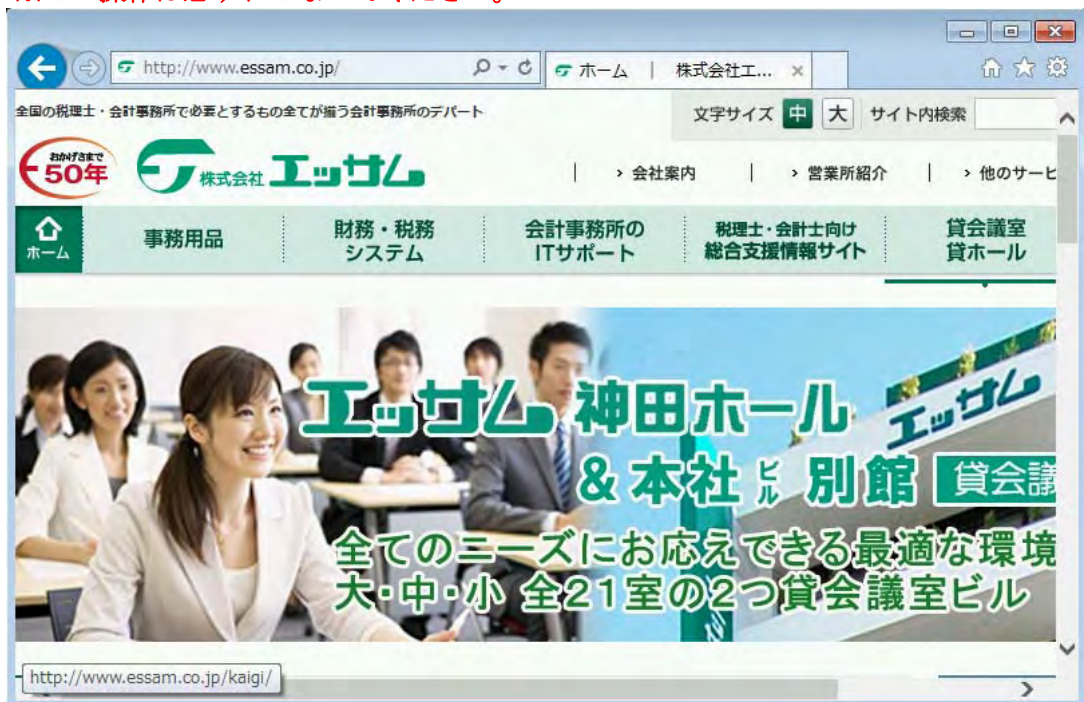 http://www.essam.co.jp/
ホーム | 株式会社エ... ×
全国の税理士・会計事務所で必要とするもの全てが揃う会計事務所のデパート
文字サイズ 中 大 サイト内検索
おかげさまで
50年
株式会社 エッサム
| › 会社案内 | › 営業所紹介 | › 他のサービ
ホーム
事務用品
財務・税務
システム
会計事務所の
ITサポート
税理士・会計士向け
総合支援情報サイト
貸会議室
貸ホール
エッサム 神田ホール
エッサム
&本社ビル 別館 貸会議
全てのニーズにお応えできる最適な環境
大・中・小 全21室の2つ貸会議室ビル
http://www.essam.co.jp/kaigi/